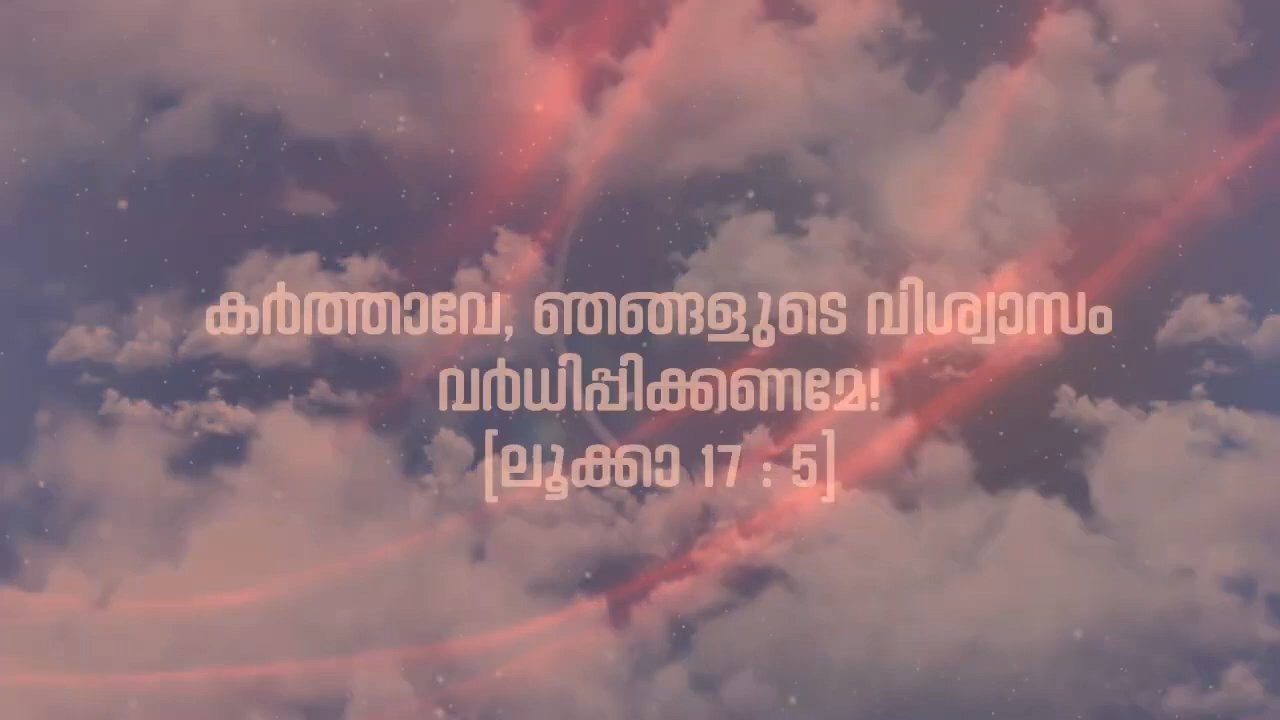 കർത്താവേ, ഞങ്ങളുടെ വിശ്വാസം
വർധിപ്പിക്കണമേ!
[ലൂക്കാ 17 : 5]